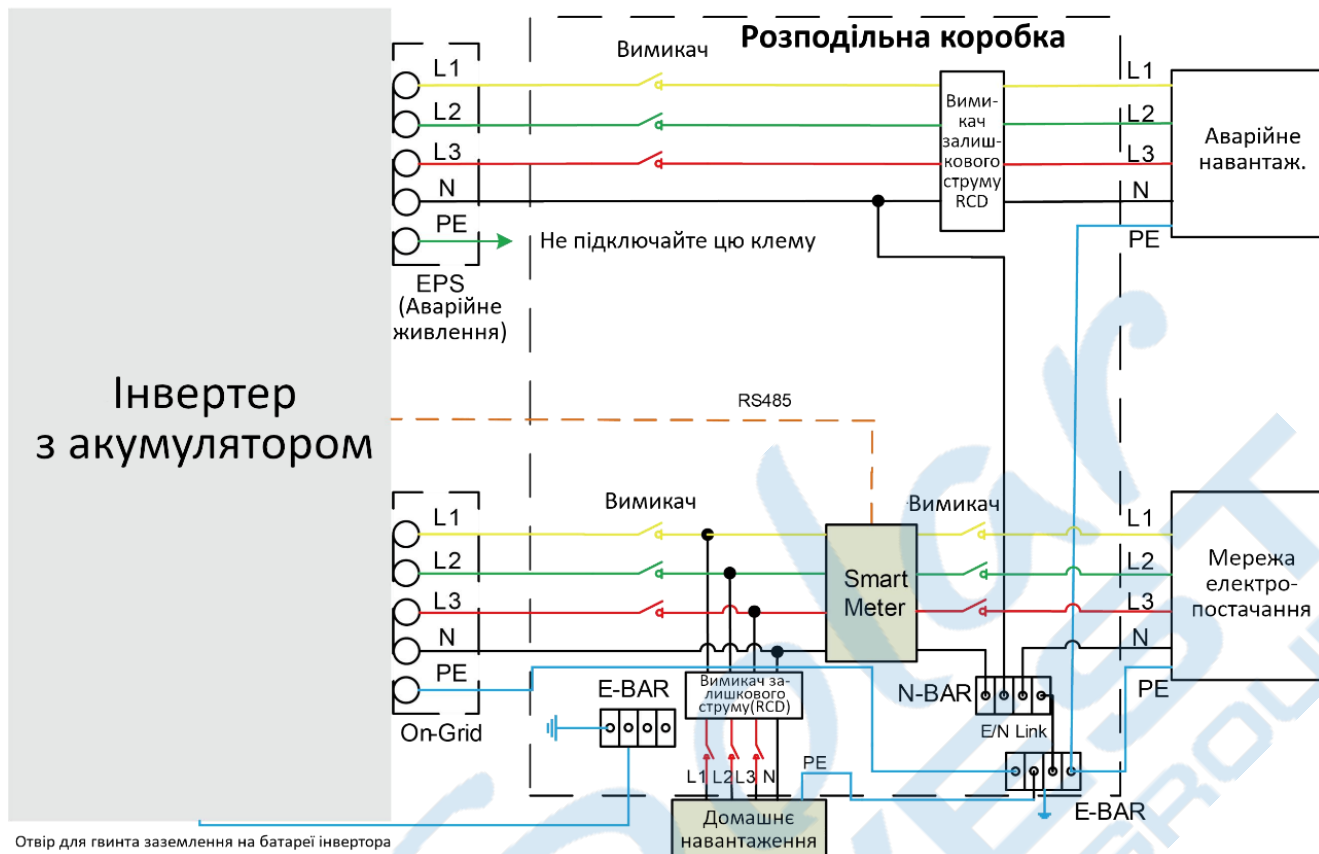 Розподільна коробка
Вимикач
L1
L2
L3
N
PE
Не підключайте цю клему
EPS
(Аварійне
живлення)
Вими-
кач
залиш-
кового
струму
RCD
L1
L2
L3
N
PE
Аварійне
навантаж.
Інвертер
з акумулятором
RS485
L1
L2
L3
N
PE
On-Grid
Вимикач
Smart
Meter
Вимикач
L1
L2
L3
N
PE
Мережа
електро-
постачання
E-BAR
Вимикач за-
лишкового
струму(RCD)
N-BAR
E/N Link
L1 L2 L3 N
PE
E-BAR
Домашнє
навантаження
Отвір для гвинта заземлення на батареї інвертора
olar
EST
GROUP